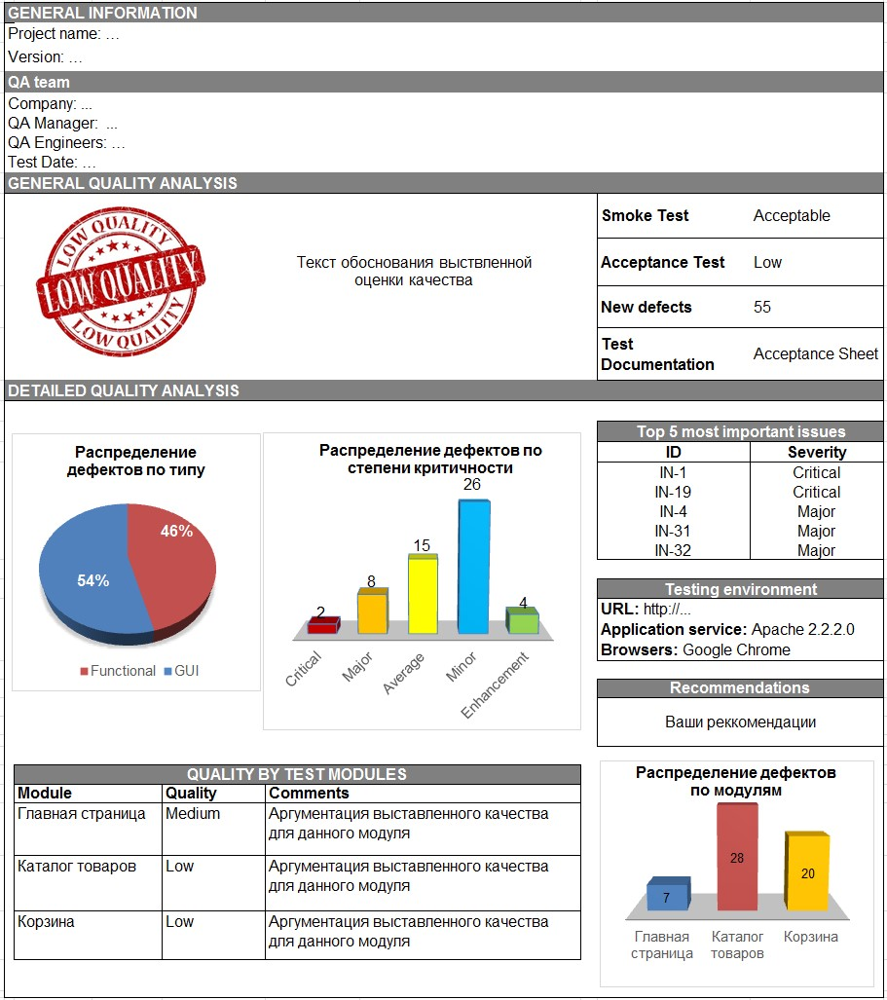 GENERAL INFORMATION
Project name: …
Version: …
QA team
Company: ...
QA Manager:  ...
QA Engineers: …
Test Date: …
GENERAL QUALITY ANALYSIS
LOW QUALITY
LOW QUALITY
LOW QUALITY
Текст обоснования выствленной
оценки качества
Smoke Test Acceptable
Acceptance Test Low
New defects 55
Test
Documentation Acceptance Sheet
DETAILED QUALITY ANALYSIS
Распределение
дефектов по типу
46%
54%
Functional GUI
Распределение дефектов по
степени критичности
26
15
8
4
2
Critical Major Average Minor Enhancement
Top 5 most important issues
ID Severity
IN-1 Critical
IN-19 Critical
IN-4 Major
IN-31 Major
IN-32 Major
Testing environment
URL: http://...
Application service: Apache 2.2.2.0
Browsers: Google Chrome
Recommendations
Ваши реккомендации
QUALITY BY TEST MODULES
Module Quality Comments
Главная страница Medium Аргументация выставленного качества
для данного модуля
Каталог товаров Low Аргументация выставленного качества
для данного модуля
Корзина Low Аргументация выставленного качества
для данного модуля
Распределение дефектов
по модулям
28
20
7
Главная Каталог Корзина
страница товаров